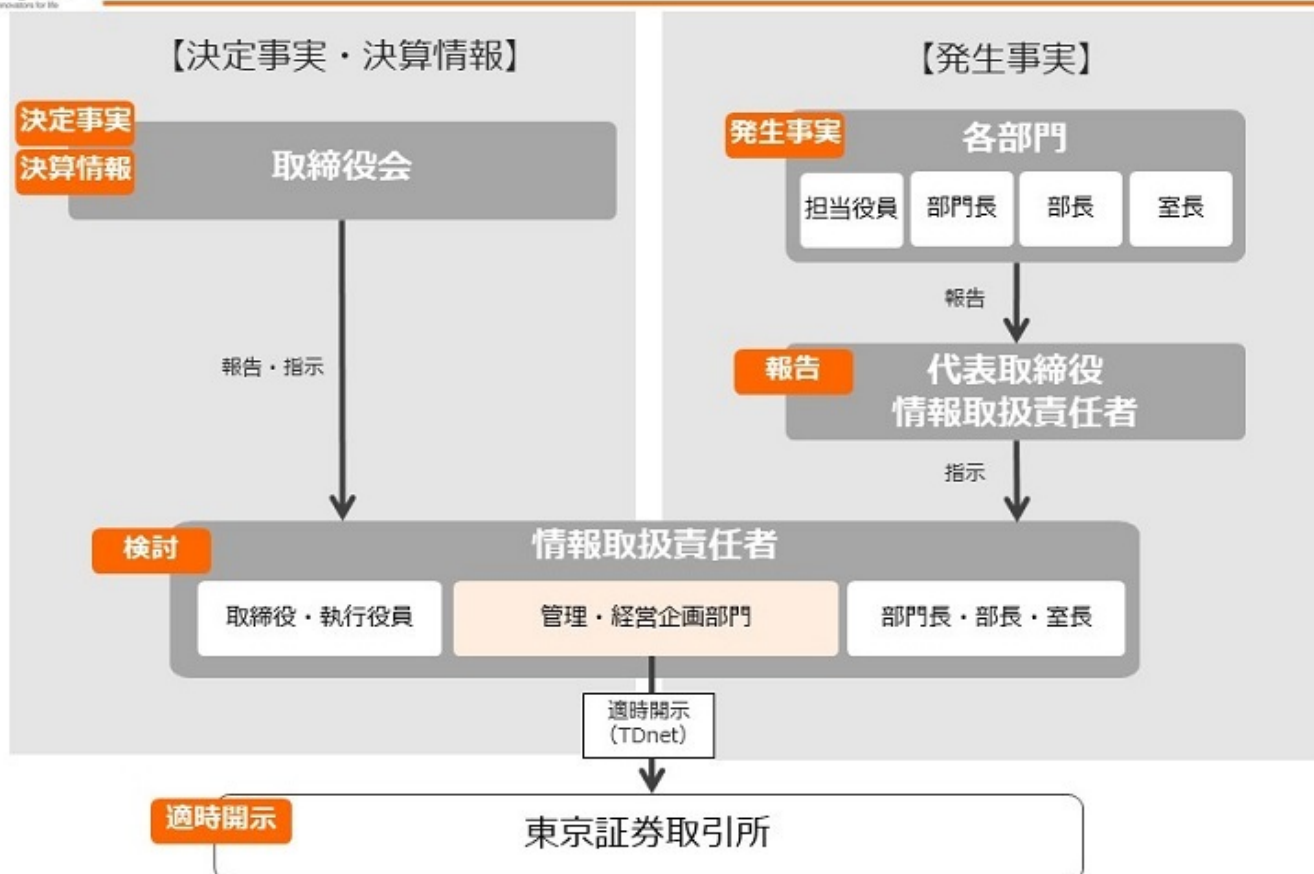 innovators for life
【決定事実・決算情報】
決定事実
決算情報
取締役会
報告・指示
【発生事実】
発生事実
各部門
担当役員
部門長
部長
室長
報告
報告
代表取締役
情報取扱責任者
指示
検討
情報取扱責任者
取締役・執行役員
管理・経営企画部門
部門長・部長・室長
適時開示
（TDnet）
適時開示
東京証券取引所